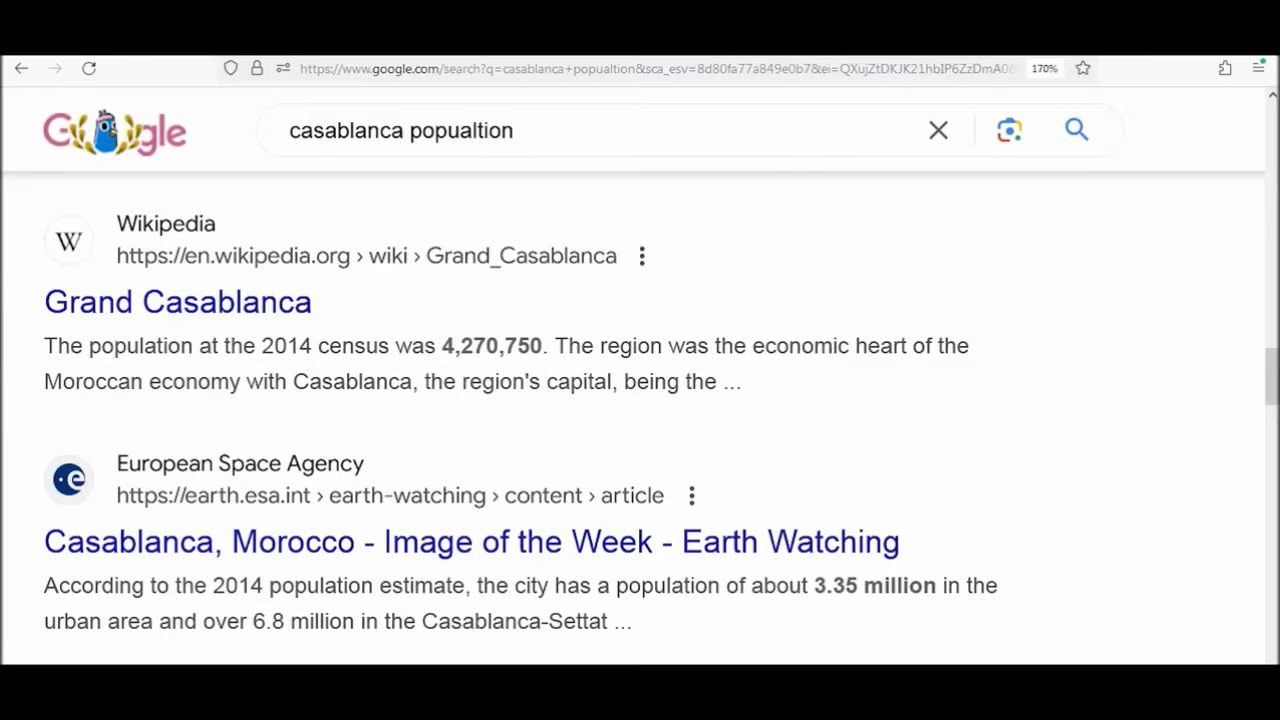 https://www.google.com/search?q=casablanca+popualtion&sca_esv=8d80fa77a849e0b7&ei=QXujZtDKJK21hbIP6ZzDmA08
170%
Google
casablanca popualtion
Wikipedia
W
https://en.wikipedia.org › wiki › Grand_Casablanca
Grand Casablanca
The population at the 2014 census was 4,270,750. The region was the economic heart of the
Moroccan economy with Casablanca, the region's capital, being the ...
European Space Agency
e
https://earth.esa.int › earth-watching › content › article
Casablanca, Morocco - Image of the Week - Earth Watching
According to the 2014 population estimate, the city has a population of about 3.35 million in the
urban area and over 6.8 million in the Casablanca-Settat ...